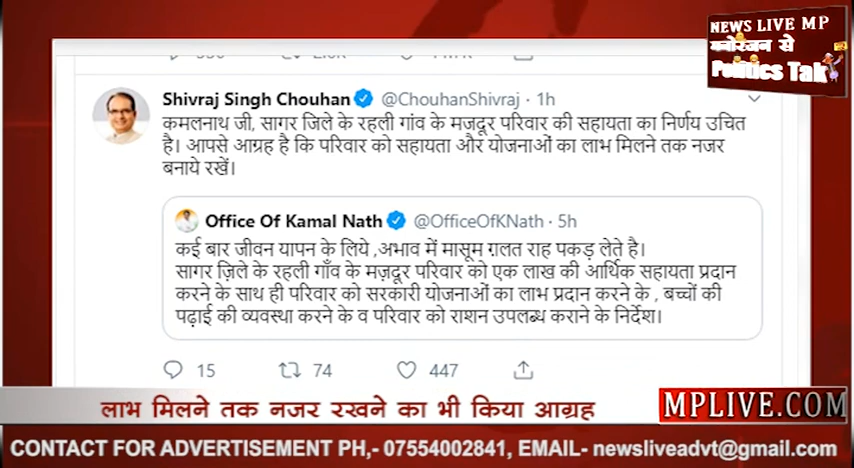 NEWS LIVE MP
मनोरंजन से
Politics Tak
Shivraj Singh Chouhan @ChouhanShivraj · 1h
कमलनाथ जी, सागर जिले के रहली गांव के मजदूर परिवार की सहायता का निर्णय उचित
है। आपसे आग्रह है कि परिवार को सहायता और योजनाओं का लाभ मिलने तक नजर
बनाये रखें।
Office Of Kamal Nath @OfficeOfKNath · 5h
कई बार जीवन यापन के लिये ,अभाव में मासूम ग़लत राह पकड़ लेते है।
सागर ज़िले के रहली गाँव के मज़दूर परिवार को एक लाख की आर्थिक सहायता प्रदान
करने के साथ ही परिवार को सरकारी योजनाओं का लाभ प्रदान करने के , बच्चों की
पढ़ाई की व्यवस्था करने के व परिवार को राशन उपलब्ध कराने के निर्देश।
15 74 447
लाभ मिलने तक नजर रखने का भी किया आग्रह
MPLIVE.COM
CONTACT FOR ADVERTISEMENT PH,- 07554002841, EMAIL- newsliveadvt@gmail.com